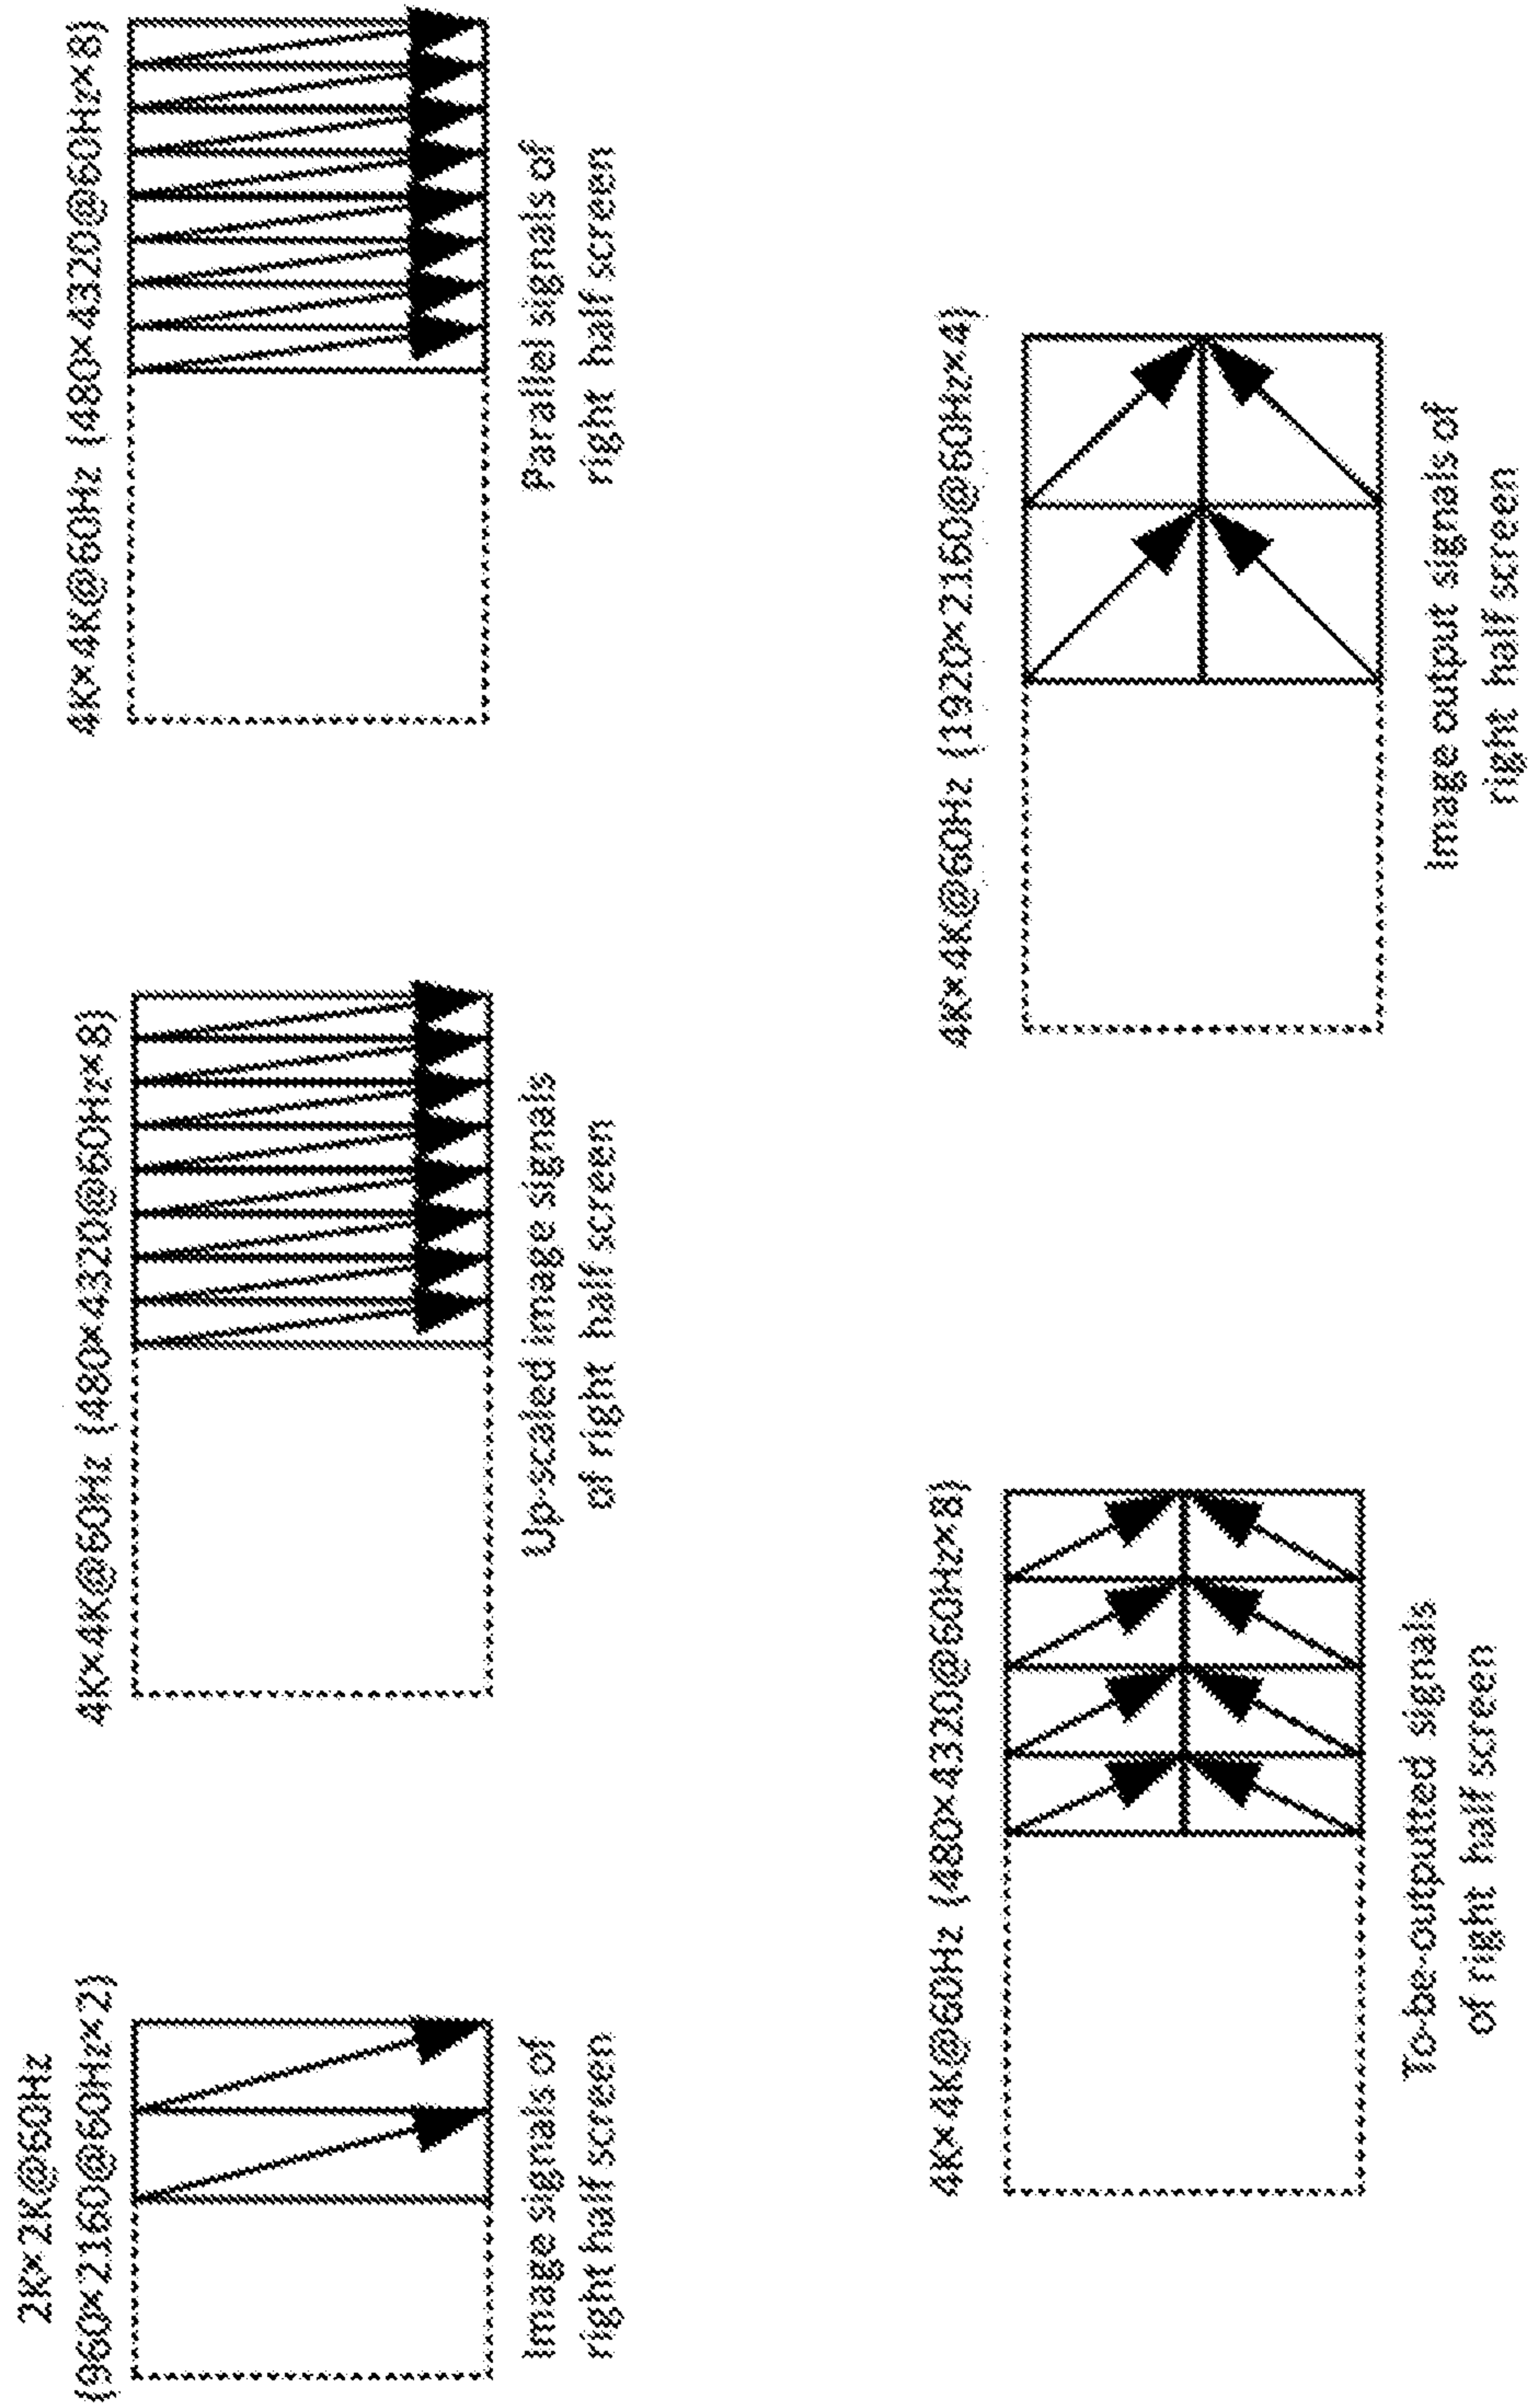 2K×2K@60Hz
(960×2160@60Hz×2)
Image signals of
right half screen
4K×4K@60Hz (480×4320@60Hz×8)
Up-scaled image signals
of right half screen
4K×4K@60Hz (480×4320@60Hz×8)
Parallel signals of
right half screen
4K×4K@60Hz (480×4320@60Hz×8)
To-be-outputted signals
of right half screen
4K×4K@60Hz (1920×2160@60Hz×4)
Image output signals of
right half screen